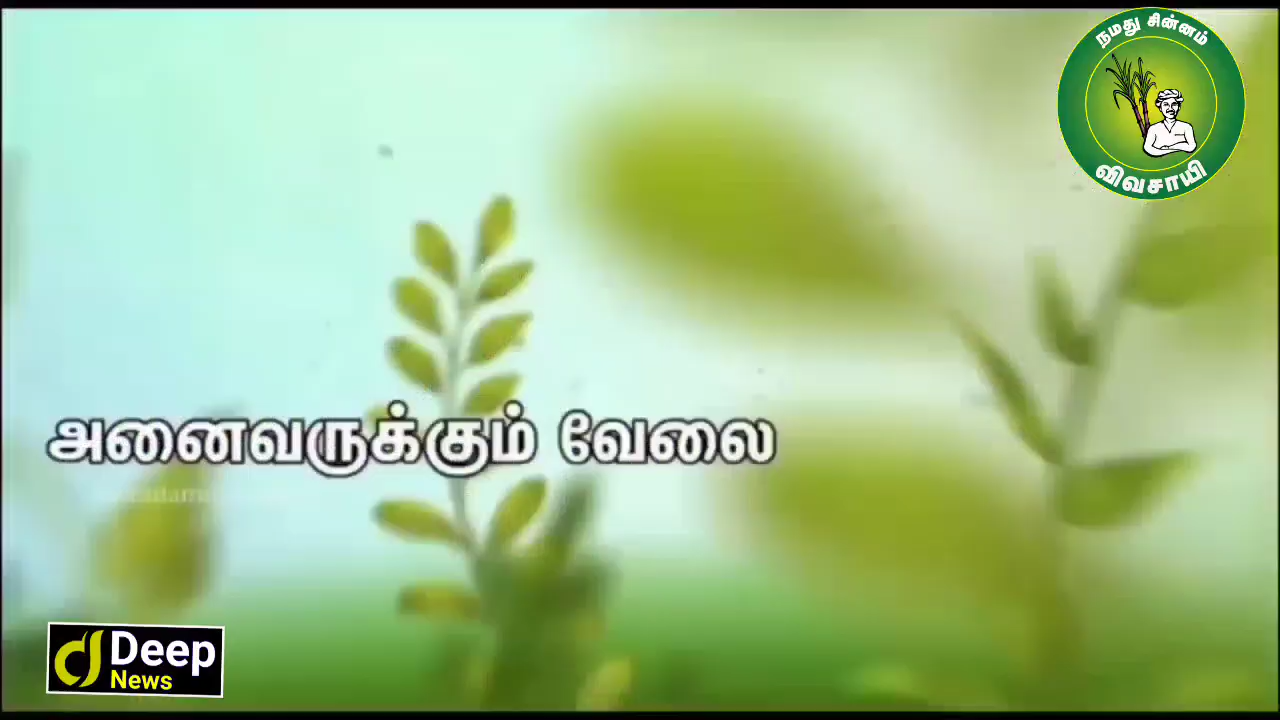 நமது சின்னம்
விவசாயி
அனைவருக்கும் வேலை
Deep
News